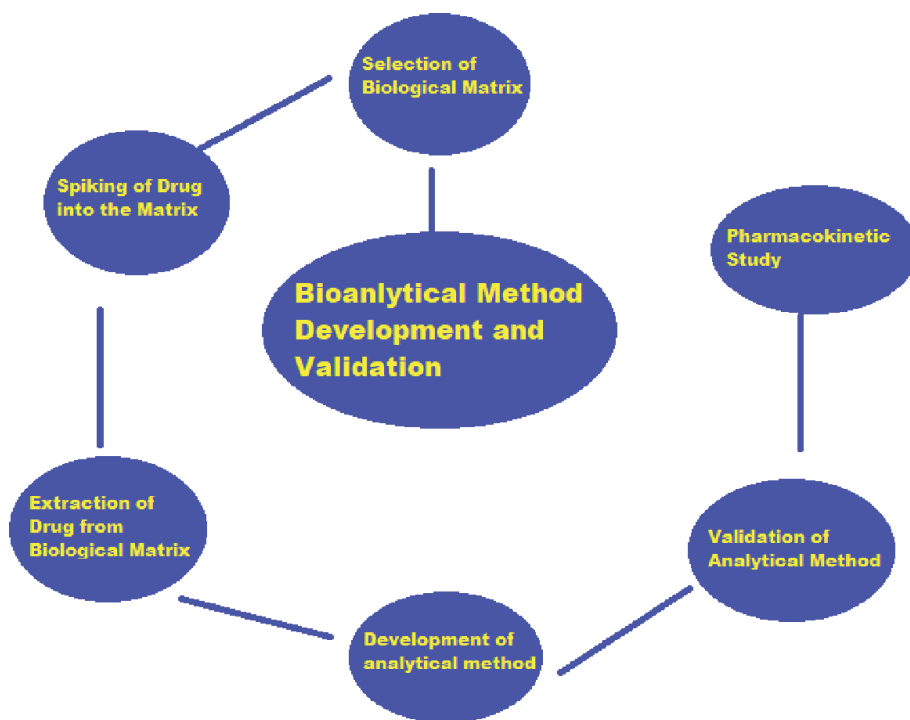 Selection of
Biological Matrix
Spiking of Drug
into the Matrix
Pharmacokinetic
Study
Bioanlytical Method
Development and
Validation
Extraction of
Drug from
Biological Matrix
Validation of
Analytical Method
Development of
analytical method